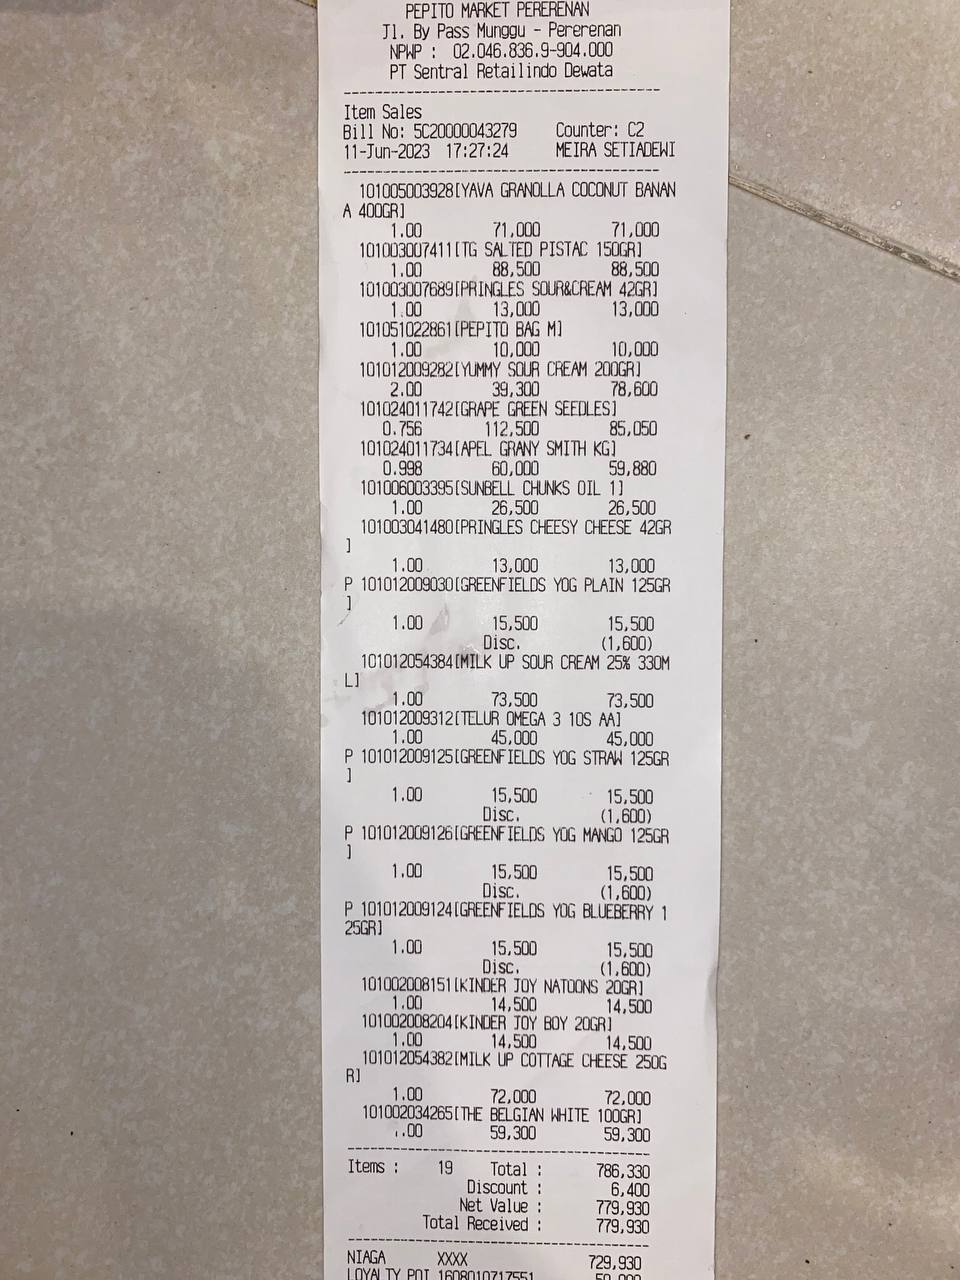 PEPITO MARKET PERERENAN
Jl. By Pass Munggu - Pererenan
NPWP : 02.046.836.9-904.000
PT Sentral Retailindo Dewata
----------------------------------------
Item Sales
Bill No: 5C20000043279 Counter: C2
11-Jun-2023 17:27:24 MEIRA SETIADEWI
----------------------------------------
101005003928[YAVA GRANOLLA COCONUT BANAN
A 400GR]
1.00 71,000 71,000
101003007411[TG SALTED PISTAC 150GR]
1.00 88,500 88,500
101003007689[PRINGLES SOUR&CREAM 42GR]
1.00 13,000 13,000
101051022861[PEPITO BAG M]
1.00 10,000 10,000
101012009282[YUMMY SOUR CREAM 200GR]
2.00 39,300 78,600
101024011742[GRAPE GREEN SEEDLES]
0.756 112,500 85,050
101024011734[APEL GRANY SMITH KG]
0.998 60,000 59,880
101006003395[SUNBELL CHUNKS OIL 1]
1.00 26,500 26,500
101003041480[PRINGLES CHEESY CHEESE 42GR
]
1.00 13,000 13,000
P 101012009030[GREENFIELDS YOG PLAIN 125GR
]
1.00 15,500 15,500
Disc. (1,600)
101012054384[MILK UP SOUR CREAM 25% 330M
L]
1.00 73,500 73,500
101012009312[TELUR OMEGA 3 10S AA]
1.00 45,000 45,000
P 101012009125[GREENFIELDS YOG STRAW 125GR
]
1.00 15,500 15,500
Disc. (1,600)
P 101012009126[GREENFIELDS YOG MANGO 125GR
]
1.00 15,500 15,500
Disc. (1,600)
P 101012009124[GREENFIELDS YOG BLUEBERRY 1
25GR]
1.00 15,500 15,500
Disc. (1,600)
101002008151[KINDER JOY NATOONS 20GR]
1.00 14,500 14,500
101002008204[KINDER JOY BOY 20GR]
1.00 14,500 14,500
101012054382[MILK UP COTTAGE CHEESE 250G
R]
1.00 72,000 72,000
101002034265[THE BELGIAN WHITE 100GR]
1.00 59,300 59,300
----------------------------------------
Items : 19 Total : 786,330
Discount : 6,400
Net Value : 779,930
Total Received : 779,930
----------------------------------------
NIAGA XXXX 729,930
LOYALTY POI 1608010717551